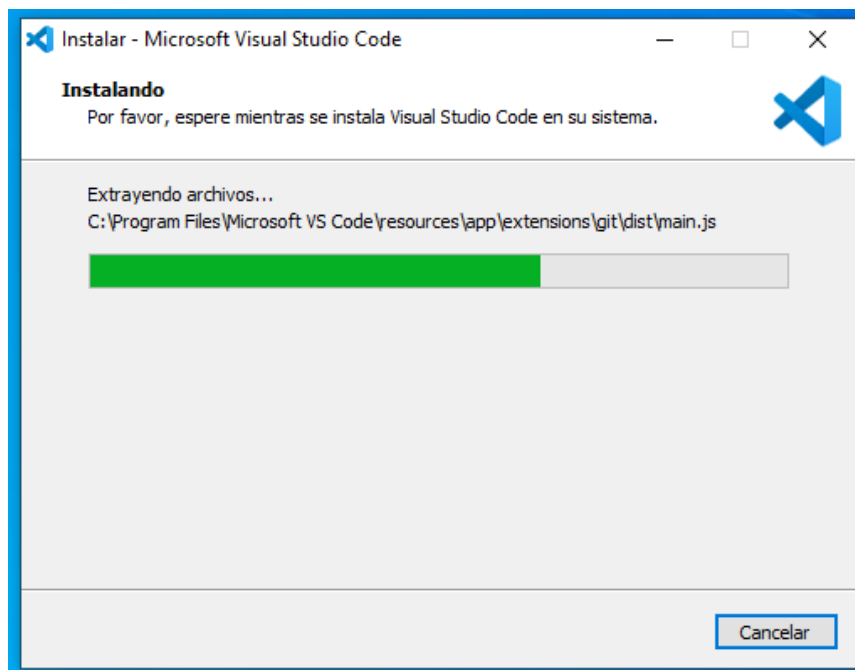 Instalar - Microsoft Visual Studio Code
Instalando
Por favor, espere mientras se instala Visual Studio Code en su sistema.
Extrayendo archivos...
C:\Program Files\Microsoft VS Code\resources\app\extensions\git\dist\main.js
Cancelar